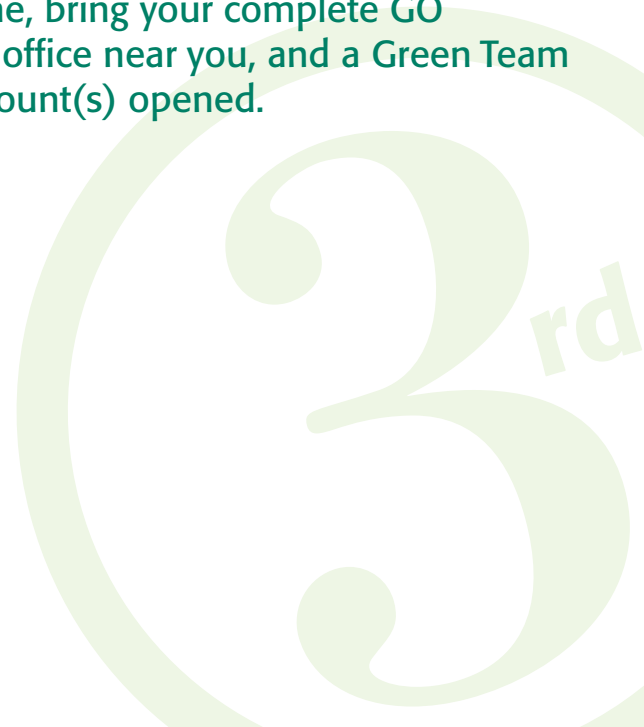 ne, bring your complete GO
office near you, and a Green Team
ount(s) opened.
3rd